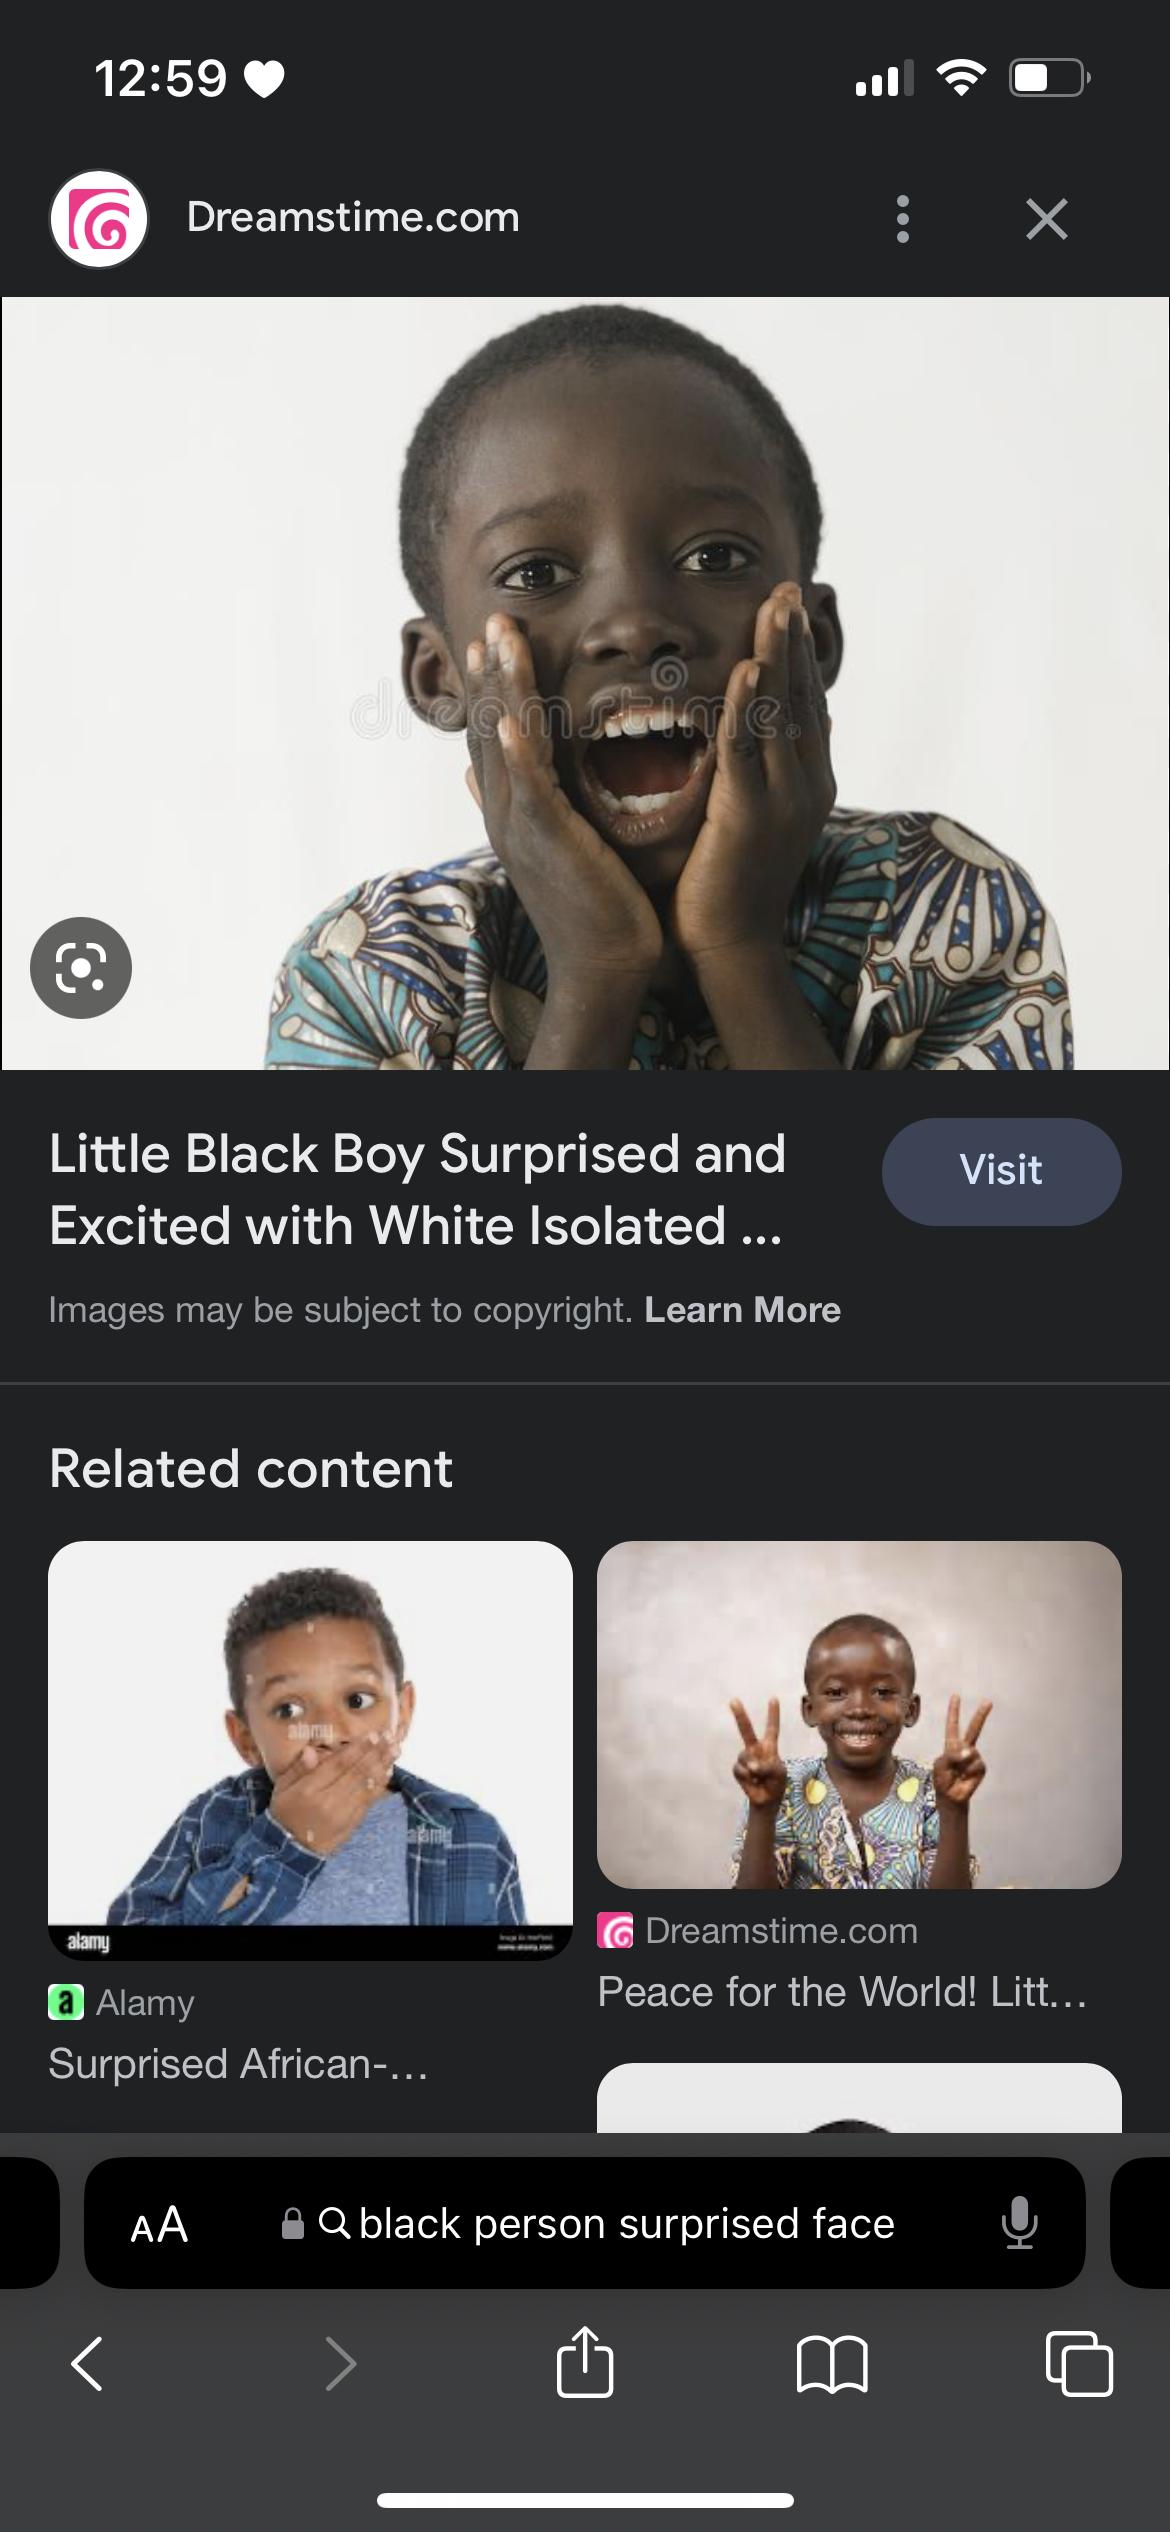 12:59
Dreamstime.com
dreamstime
Little Black Boy Surprised and
Excited with White Isolated ...
Visit
Images may be subject to copyright. Learn More
Related content
alamy
alamy
alamy
a Alamy
Surprised African-...
Dreamstime.com
Peace for the World! Litt...
AA black person surprised face